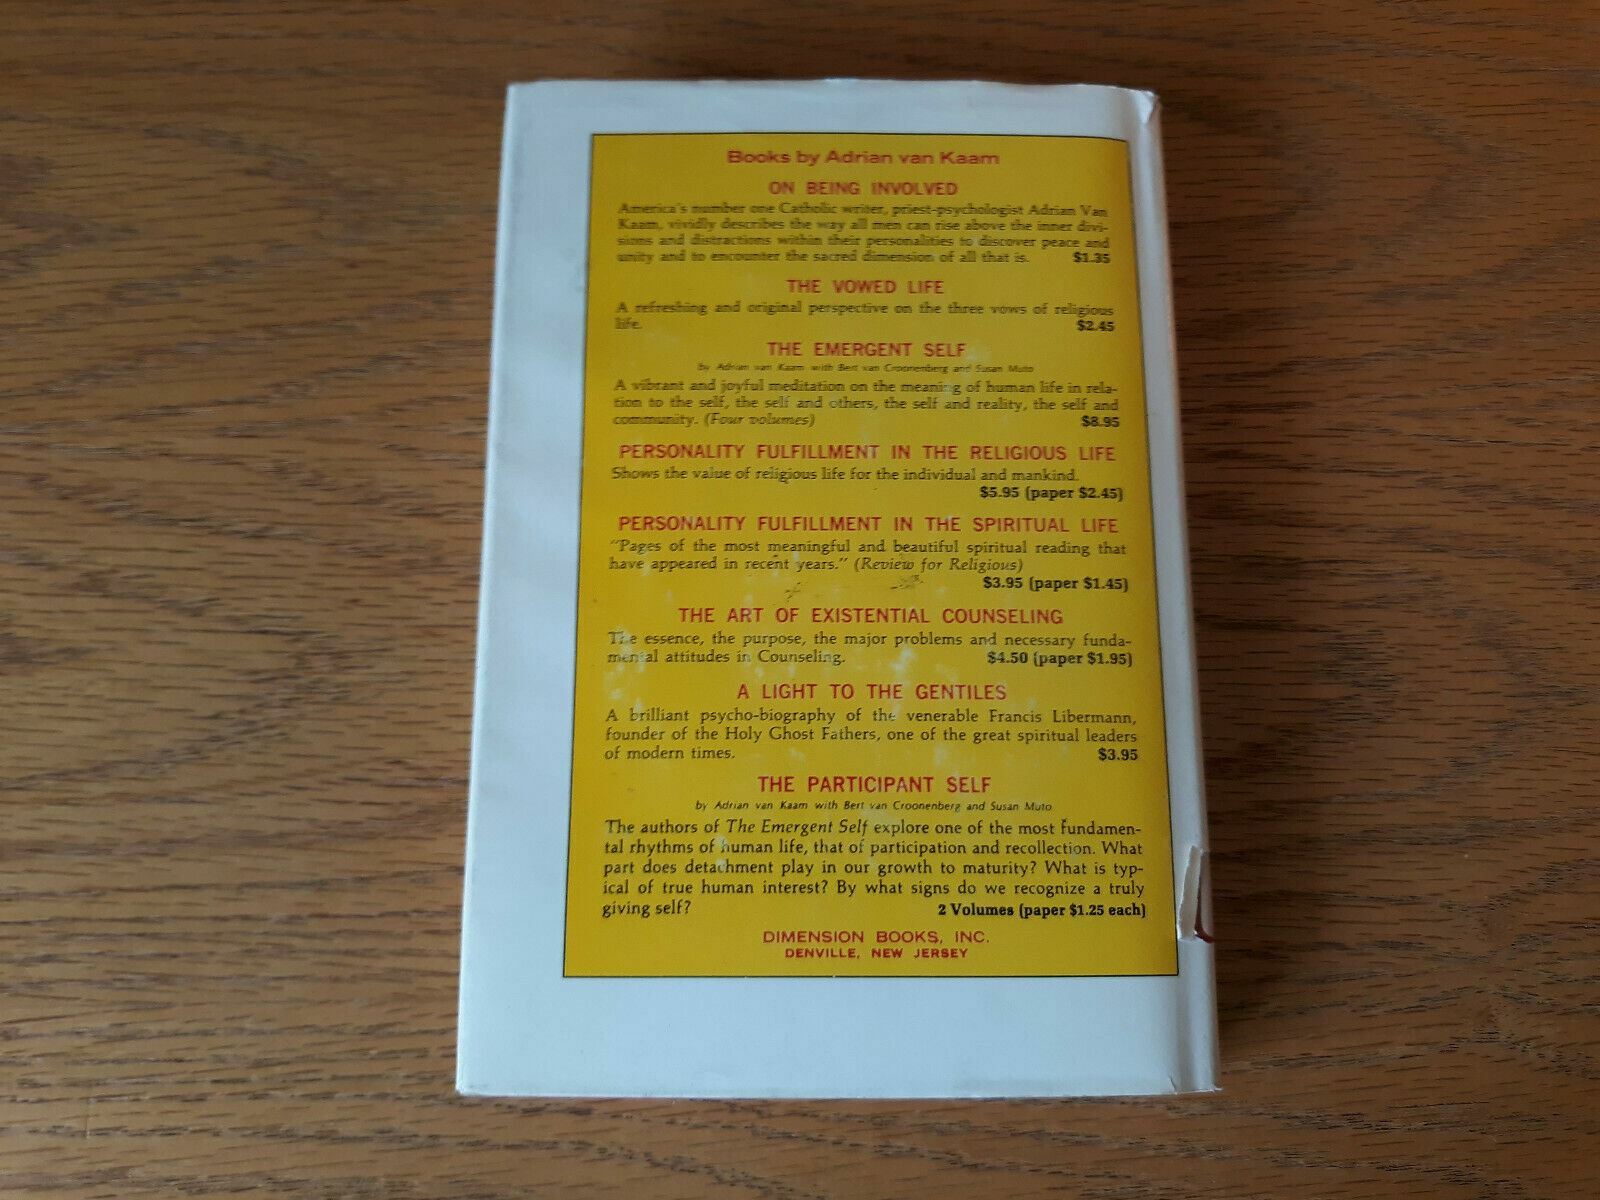 Books by Adrian van Kaam
ON BEING INVOLVED
America's number one Catholic writer, priest-psychologist Adrian Van
Kaam, vividly describes the way all men can rise above the inner divi-
sions and distractions within their personalities to discover peace and
unity and to encounter the sacred dimension of all that is. $1.35
THE VOWED LIFE
A refreshing and original perspective on the three vows of religious
life. $2.45
THE EMERGENT SELF
by Adrian van Kaam with Bert van Croonenberg and Susan Muto
A vibrant and joyful meditation on the meaning of human life in rela-
tion to the self, the self and others, the self and reality, the self and
community. (Four volumes) $8.95
PERSONALITY FULFILLMENT IN THE RELIGIOUS LIFE
Shows the value of religious life for the individual and mankind.
$5.95 (paper $2.45)
PERSONALITY FULFILLMENT IN THE SPIRITUAL LIFE
"Pages of the most meaningful and beautiful spiritual reading that
have appeared in recent years." (Review for Religious)
$3.95 (paper $1.45)
THE ART OF EXISTENTIAL COUNSELING
The essence, the purpose, the major problems and necessary funda-
mental attitudes in Counseling. $4.50 (paper $1.95)
A LIGHT TO THE GENTILES
A brilliant psycho-biography of the venerable Francis Libermann,
founder of the Holy Ghost Fathers, one of the great spiritual leaders
of modern times. $3.95
THE PARTICIPANT SELF
by Adrian van Kaam with Bert van Croonenberg and Susan Muto
The authors of The Emergent Self explore one of the most fundamen-
tal rhythms of human life, that of participation and recollection. What
part does detachment play in our growth to maturity? What is typ-
ical of true human interest? By what signs do we recognize a truly
giving self? 2 Volumes (paper $1.25 each)
DIMENSION BOOKS, INC.
DENVILLE, NEW JERSEY